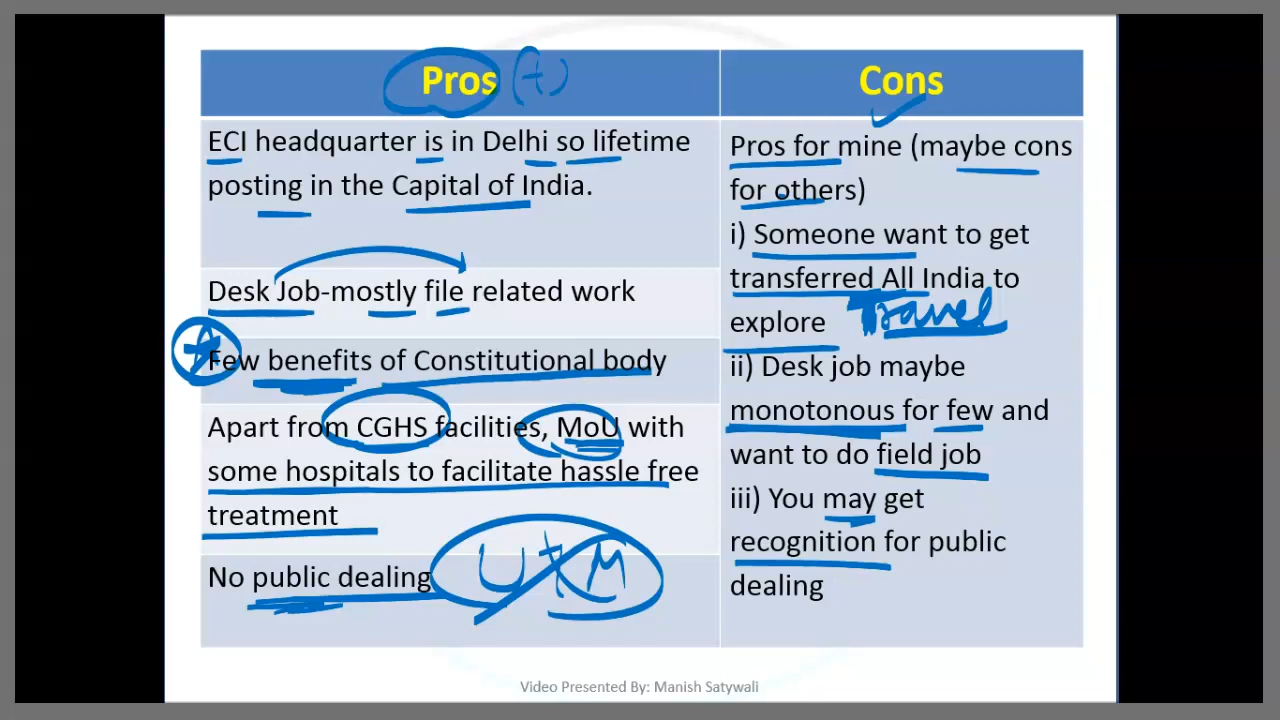 Pros (+)
ECI headquarter is in Delhi so lifetime
posting in the Capital of India.
Desk Job-mostly file related work
Few benefits of Constitutional body
Apart from CGHS facilities, MoU with
some hospitals to facilitate hassle free
treatment
No public dealing
Cons
Pros for mine (maybe cons
for others)
i) Someone want to get
transferred All India to
explore Travel
ii) Desk job maybe
monotonous for few and
want to do field job
iii) You may get
recognition for public
dealing
Video Presented By: Manish Satywali